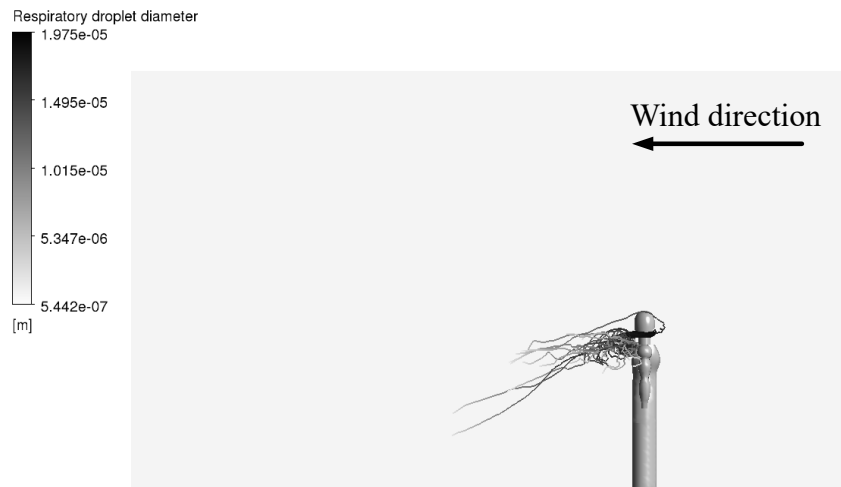 Respiratory droplet diameter
1.975e-05
1.495e-05
1.015e-05
5.347e-06
5.442e-07
[m]
Wind direction